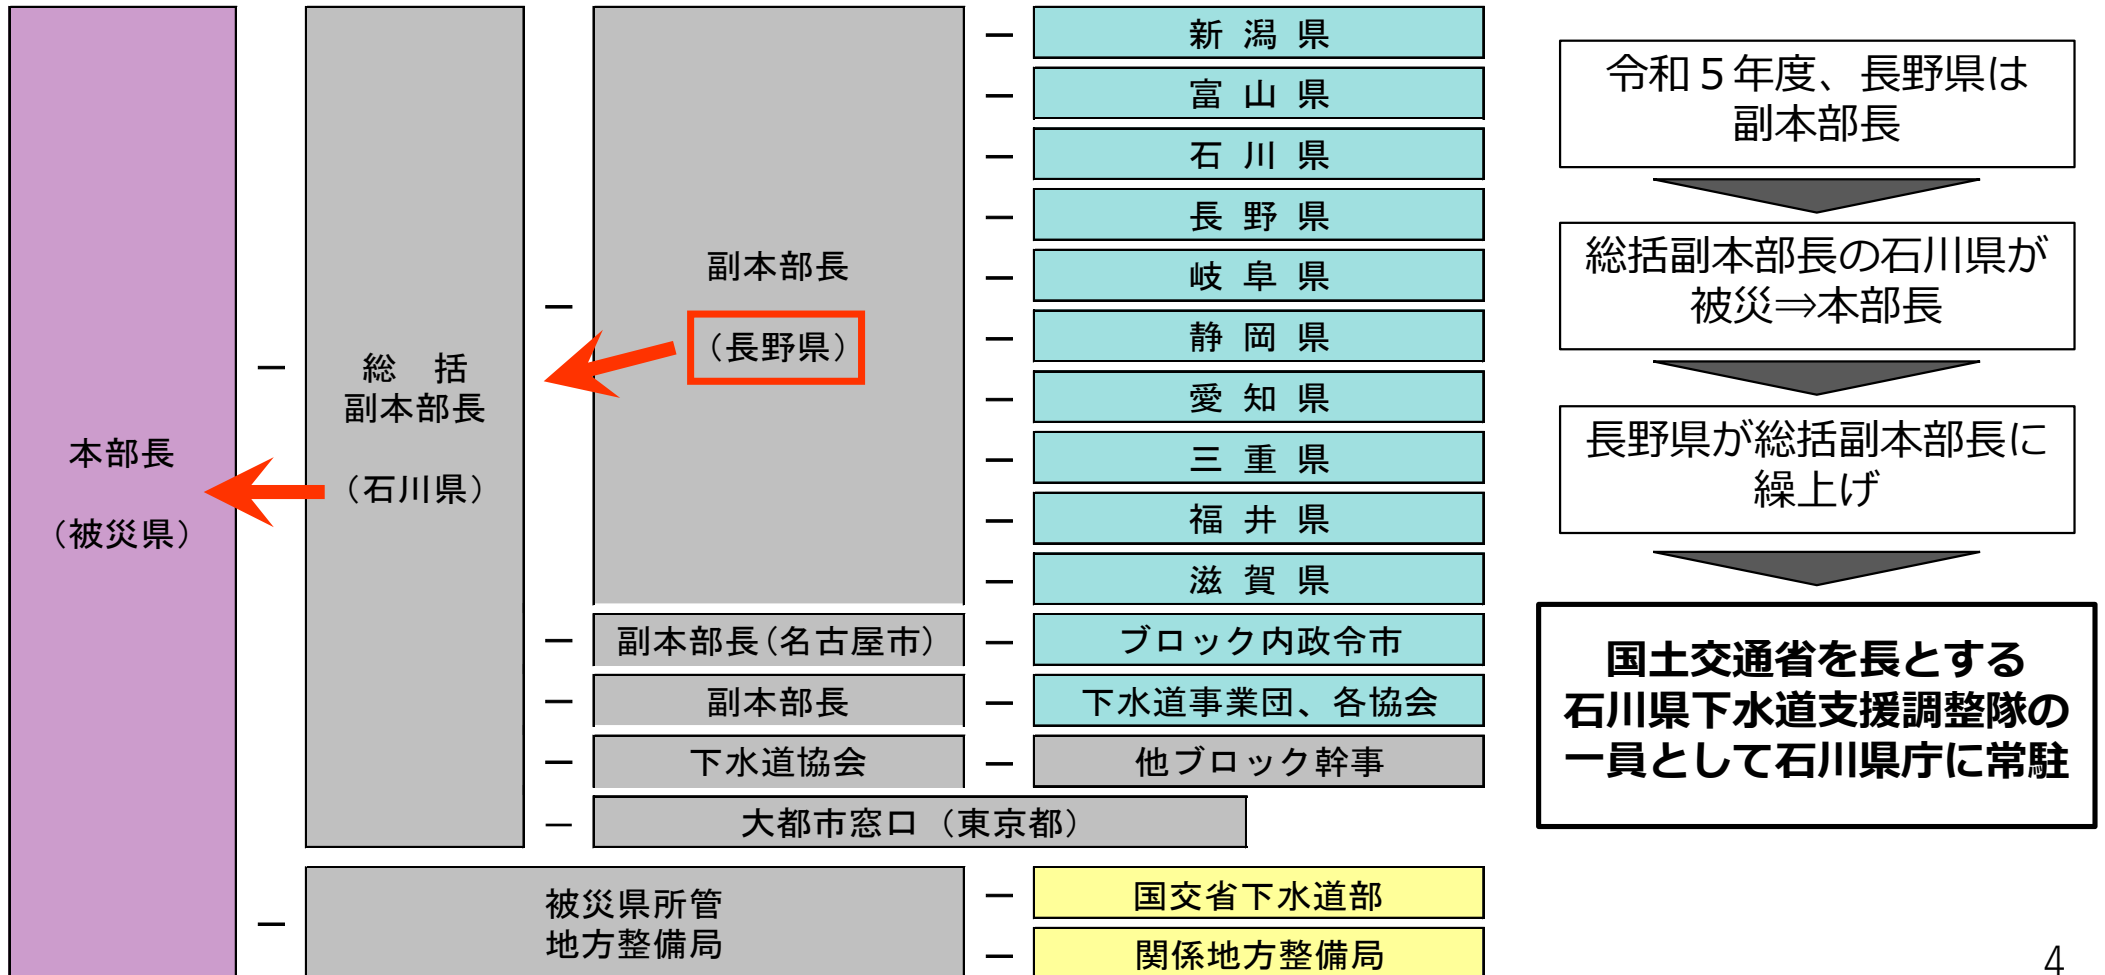 本部長
（被災県）
総　括
副本部長
（石川県）
副本部長
（長野県）
新 潟 県
富 山 県
石 川 県
長 野 県
岐 阜 県
静 岡 県
愛 知 県
三 重 県
福 井 県
滋 賀 県
副本部長（名古屋市）
ブロック内政令市
副本部長
下水道事業団、各協会
下水道協会
他ブロック幹事
大都市窓口（東京都）
被災県所管
地方整備局
国交省下水道部
関係地方整備局
令和５年度、長野県は
副本部長
総括副本部長の石川県が
被災⇒本部長
長野県が総括副本部長に
繰上げ
国土交通省を長とする
石川県下水道支援調整隊の
一員として石川県庁に常駐
4